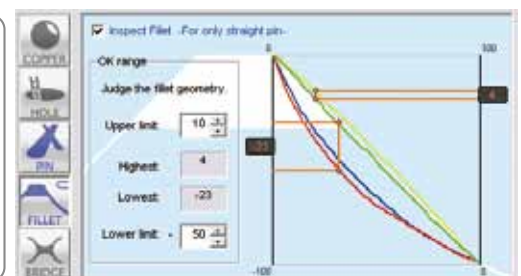 COPPER
HOLE
PIN
FILLET
BRIDGE
Inspect Fillet -For only straight pin-
OK range
Judge the fillet geometry.
Upper limit: 10
Highest: 4
Lowest: -23
Lower limit: - 50
0
100
4
-23
-100